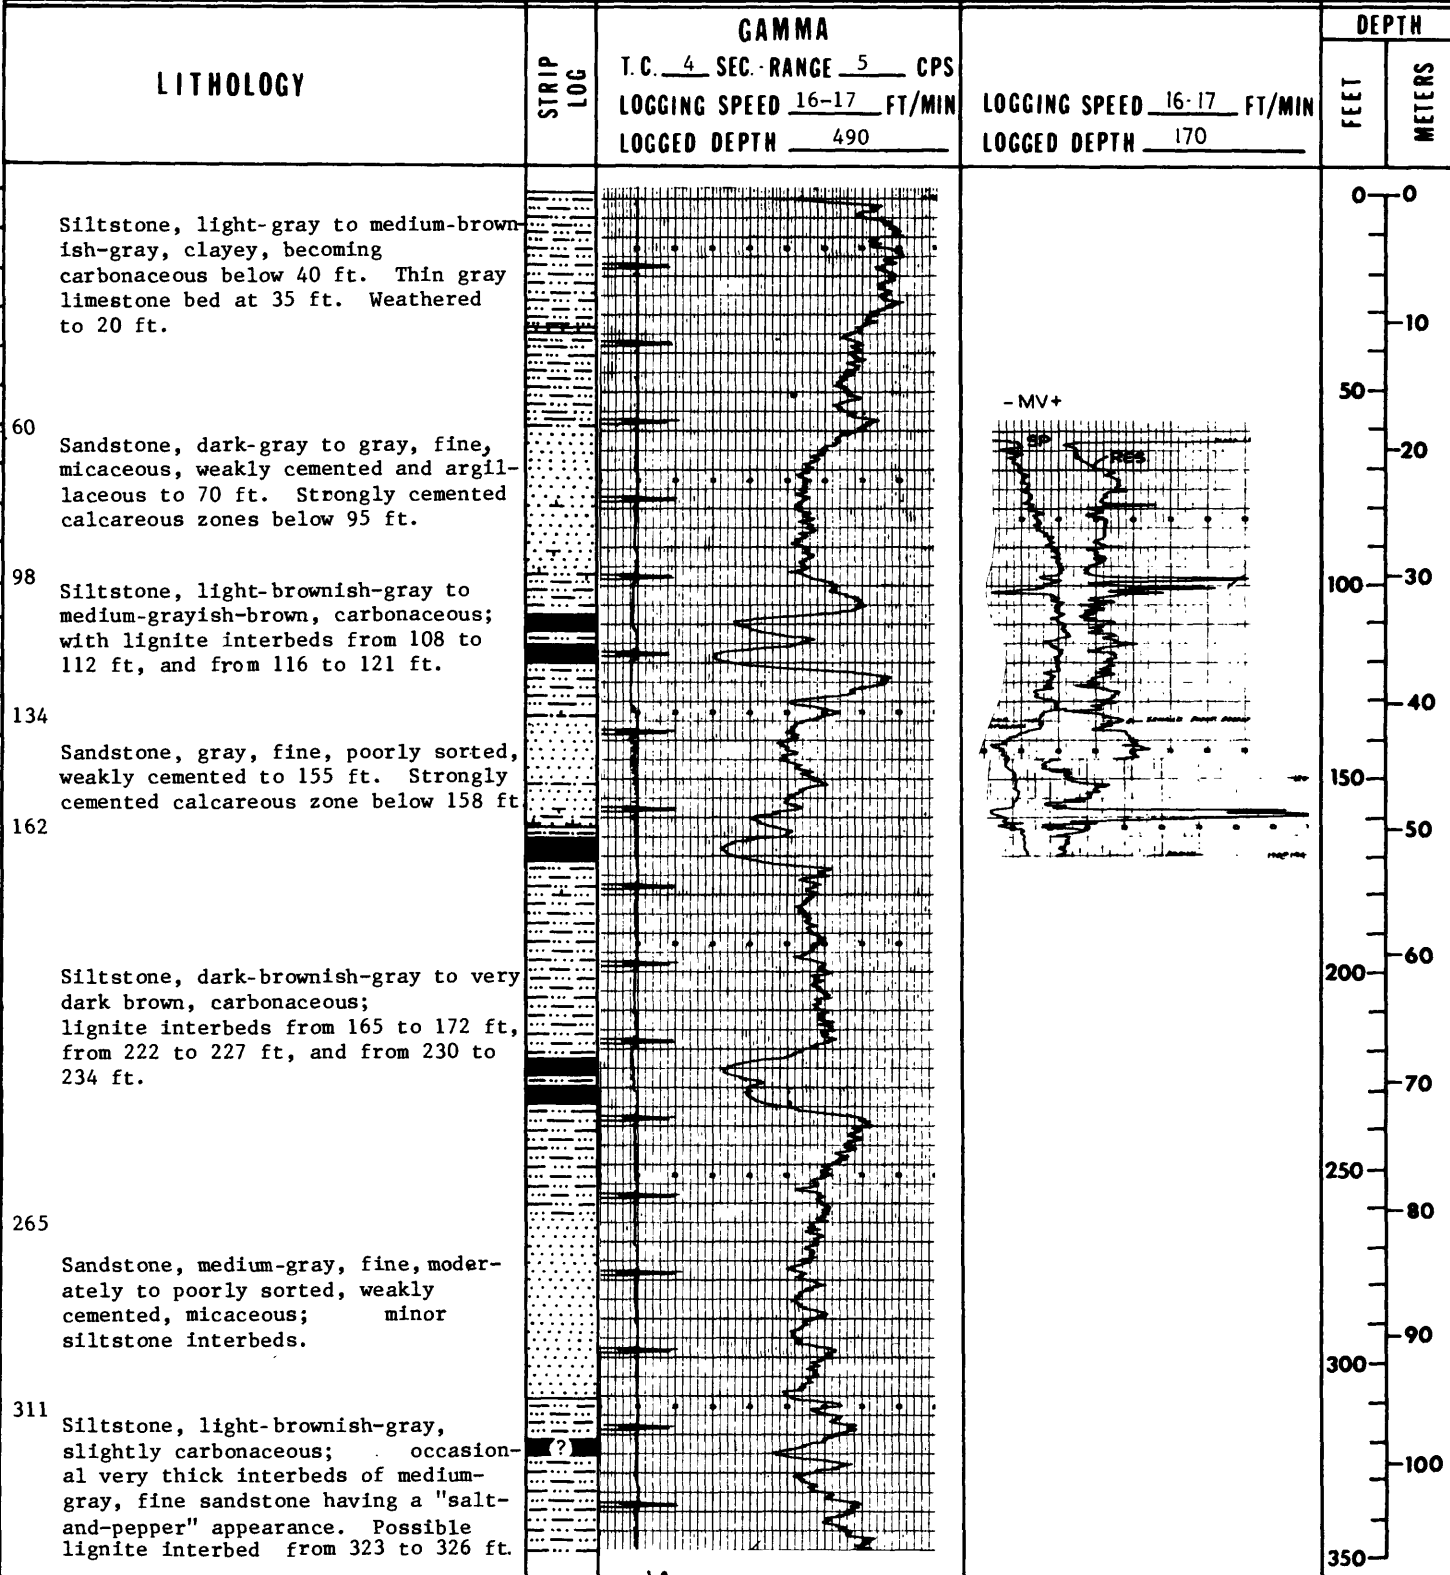 LITHOLOGY
STRIP LOG
GAMMA
T.C. 4 SEC.-RANGE 5 CPS
LOGGING SPEED 16-17 FT/MIN
LOGGED DEPTH 490
LOGGING SPEED 16-17 FT/MIN
LOGGED DEPTH 170
DEPTH
FEET
METERS
Siltstone, light-gray to medium-brown-
ish-gray, clayey, becoming
carbonaceous below 40 ft. Thin gray
limestone bed at 35 ft. Weathered
to 20 ft.
60
Sandstone, dark-gray to gray, fine,
micaceous, weakly cemented and argil-
laceous to 70 ft. Strongly cemented
calcareous zones below 95 ft.
98
Siltstone, light-brownish-gray to
medium-grayish-brown, carbonaceous;
with lignite interbeds from 108 to
112 ft, and from 116 to 121 ft.
134
Sandstone, gray, fine, poorly sorted,
weakly cemented to 155 ft. Strongly
cemented calcareous zone below 158 ft
162
Siltstone, dark-brownish-gray to very
dark brown, carbonaceous;
lignite interbeds from 165 to 172 ft,
from 222 to 227 ft, and from 230 to
234 ft.
265
Sandstone, medium-gray, fine, moder-
ately to poorly sorted, weakly
cemented, micaceous; minor
siltstone interbeds.
311
Siltstone, light-brownish-gray,
slightly carbonaceous; occasion-
al very thick interbeds of medium-
gray, fine sandstone having a "salt-
and-pepper" appearance. Possible
lignite interbed from 323 to 326 ft.
?
-MV+
SP
RES
0
50
100
150
200
250
300
350
0
10
20
30
40
50
60
70
80
90
100